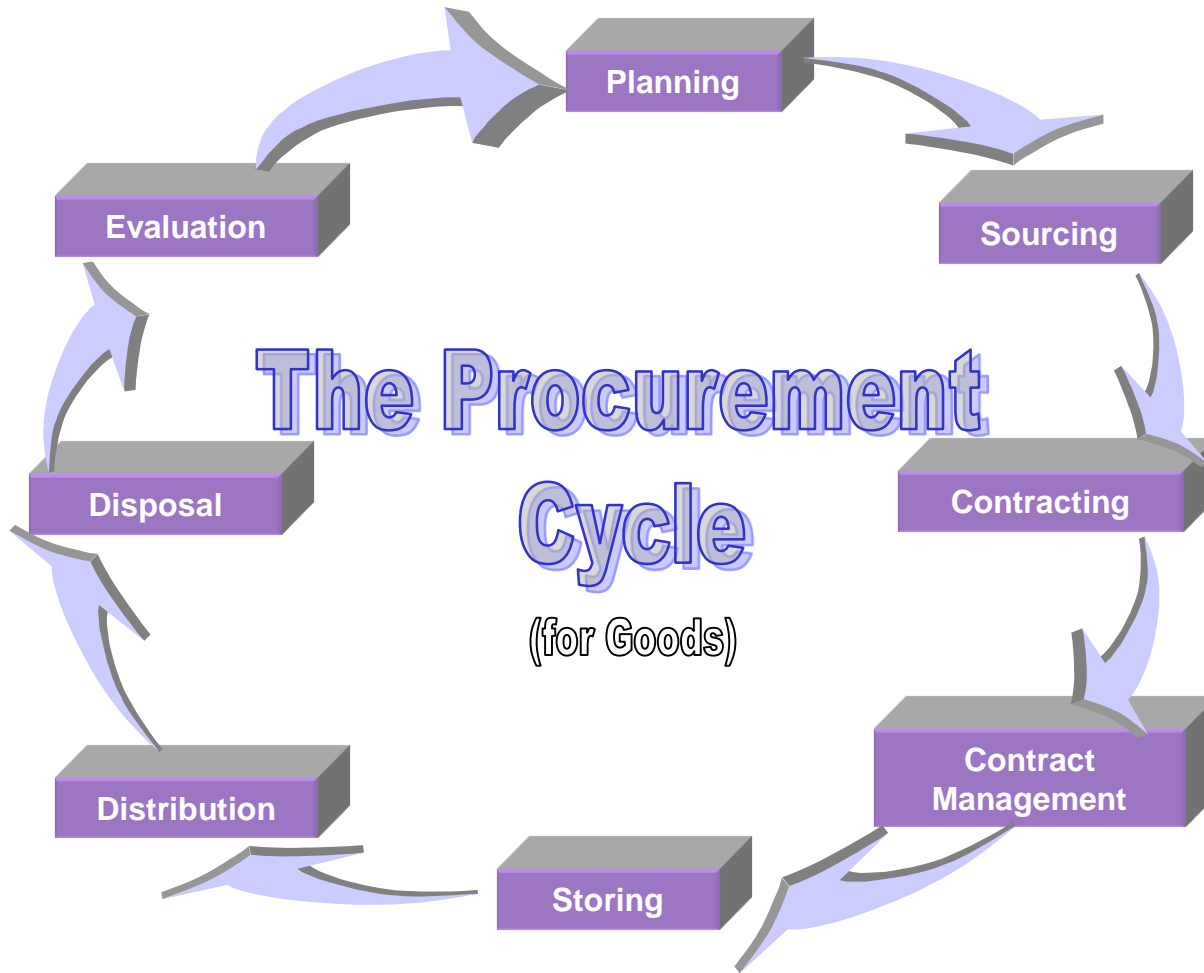 Planning
Evaluation
Sourcing
The Procurement
Cycle
(for Goods)
Disposal
Contracting
Contract
Management
Distribution
Storing